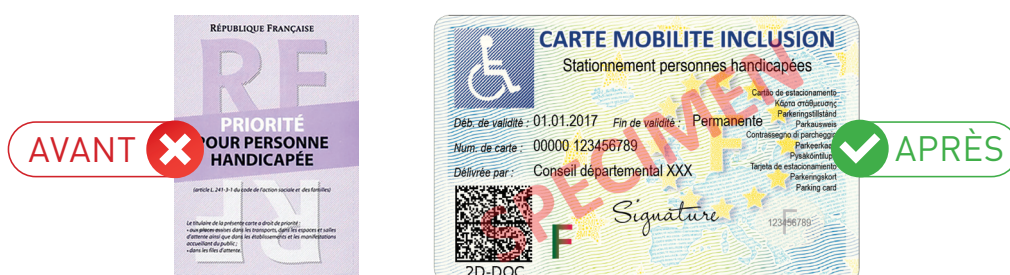 AVANT
RÉPUBLIQUE FRANÇAISE
RF
PRIORITÉ
POUR PERSONNE
HANDICAPÉE
(article L. 241-3-1 du code de l'action sociale et des familles)
Le titulaire de la présente carte a droit de priorité :
• aux places assises dans les transports, dans les espaces et salles
d'attente ainsi que dans les établissements et les manifestations
accueillant du public ;
• dans les files d'attente.
CARTE MOBILITE INCLUSION
Stationnement personnes handicapées
Cartão de estacionamento
Κάρτα στάθμευσης
Parkeringstillstånd
Parkausweis
Contrassegno di parcheggio
Parkeerkaart
Pysäköintilupa
Tarjeta de estacionamiento
Parkeringskort
Parking card
Déb. de validité : 01.01.2017 Fin de validité : Permanente
Num. de carte : 00000 123456789
Délivrée par : Conseil départemental XXX
Signature
SPECIMEN
F
F
123456789
2D-DOC
APRÈS